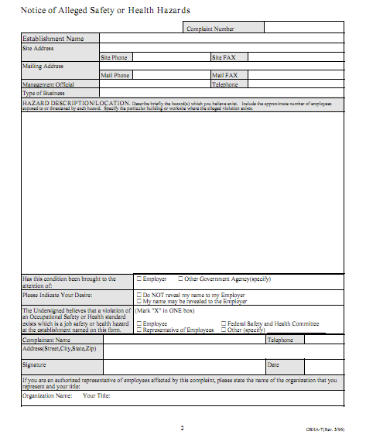 Notice of Alleged Safety or Health Hazards
Complaint Number
Establishment Name
Site Address
Site Phone Site FAX
Mailing Address
Mail Phone Mail FAX
Management Official Telephone
Type of Business
HAZARD DESCRIPTION/LOCATION. Describe briefly the hazard(s) which you believe exist. Include the approximate number of employees
exposed to or threatened by each hazard. Specify the particular building or worksite where the alleged violation exists.
Has this condition been brought to the attention of: Employer Other Government Agency(specify)
Please Indicate Your Desire: Do NOT reveal my name to my Employer
My name may be revealed to the Employer
The Undersigned believes that a violation of (Mark "X" in ONE box)
an Occupational Safety or Health standard
exists which is a job safety or health hazard Employee Federal Safety and Health Committee
at the establishment named on this form. Representative of Employees Other (specify)
Complainant Name Telephone
Address(Street,City,State,Zip)
Signature Date
If you are an authorized representative of employees affected by this complaint, please state the name of the organization that you
represent and your title:
Organization Name: Your Title:
2 OSHA-7(Rev. 3/96)